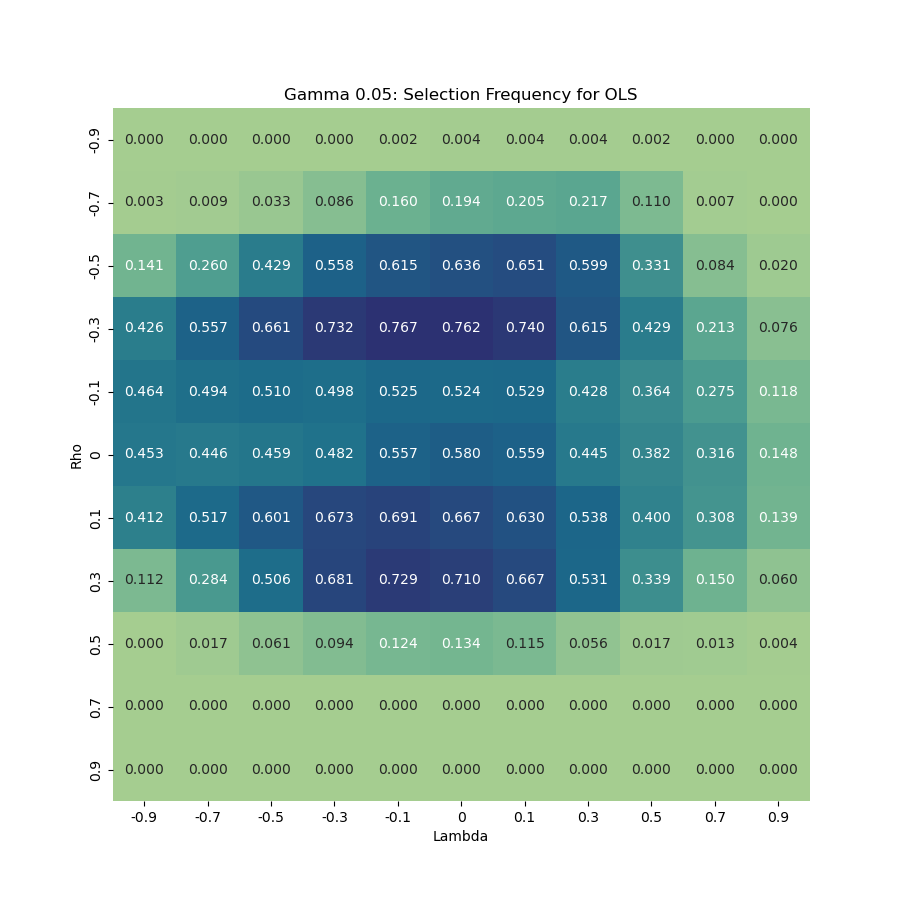 Gamma 0.05: Selection Frequency for OLS
-0.9 0.000 0.000 0.000 0.000 0.002 0.004 0.004 0.004 0.002 0.000 0.000
-0.7 0.003 0.009 0.033 0.086 0.160 0.194 0.205 0.217 0.110 0.007 0.000
-0.5 0.141 0.260 0.429 0.558 0.615 0.636 0.651 0.599 0.331 0.084 0.020
-0.3 0.426 0.557 0.661 0.732 0.767 0.762 0.740 0.615 0.429 0.213 0.076
-0.1 0.464 0.494 0.510 0.498 0.525 0.524 0.529 0.428 0.364 0.275 0.118
Rho
0 0.453 0.446 0.459 0.482 0.557 0.580 0.559 0.445 0.382 0.316 0.148
0.1 0.412 0.517 0.601 0.673 0.691 0.667 0.630 0.538 0.400 0.308 0.139
0.3 0.112 0.284 0.506 0.681 0.729 0.710 0.667 0.531 0.339 0.150 0.060
0.5 0.000 0.017 0.061 0.094 0.124 0.134 0.115 0.056 0.017 0.013 0.004
0.7 0.000 0.000 0.000 0.000 0.000 0.000 0.000 0.000 0.000 0.000 0.000
0.9 0.000 0.000 0.000 0.000 0.000 0.000 0.000 0.000 0.000 0.000 0.000
-0.9 -0.7 -0.5 -0.3 -0.1 0 0.1 0.3 0.5 0.7 0.9
Lambda